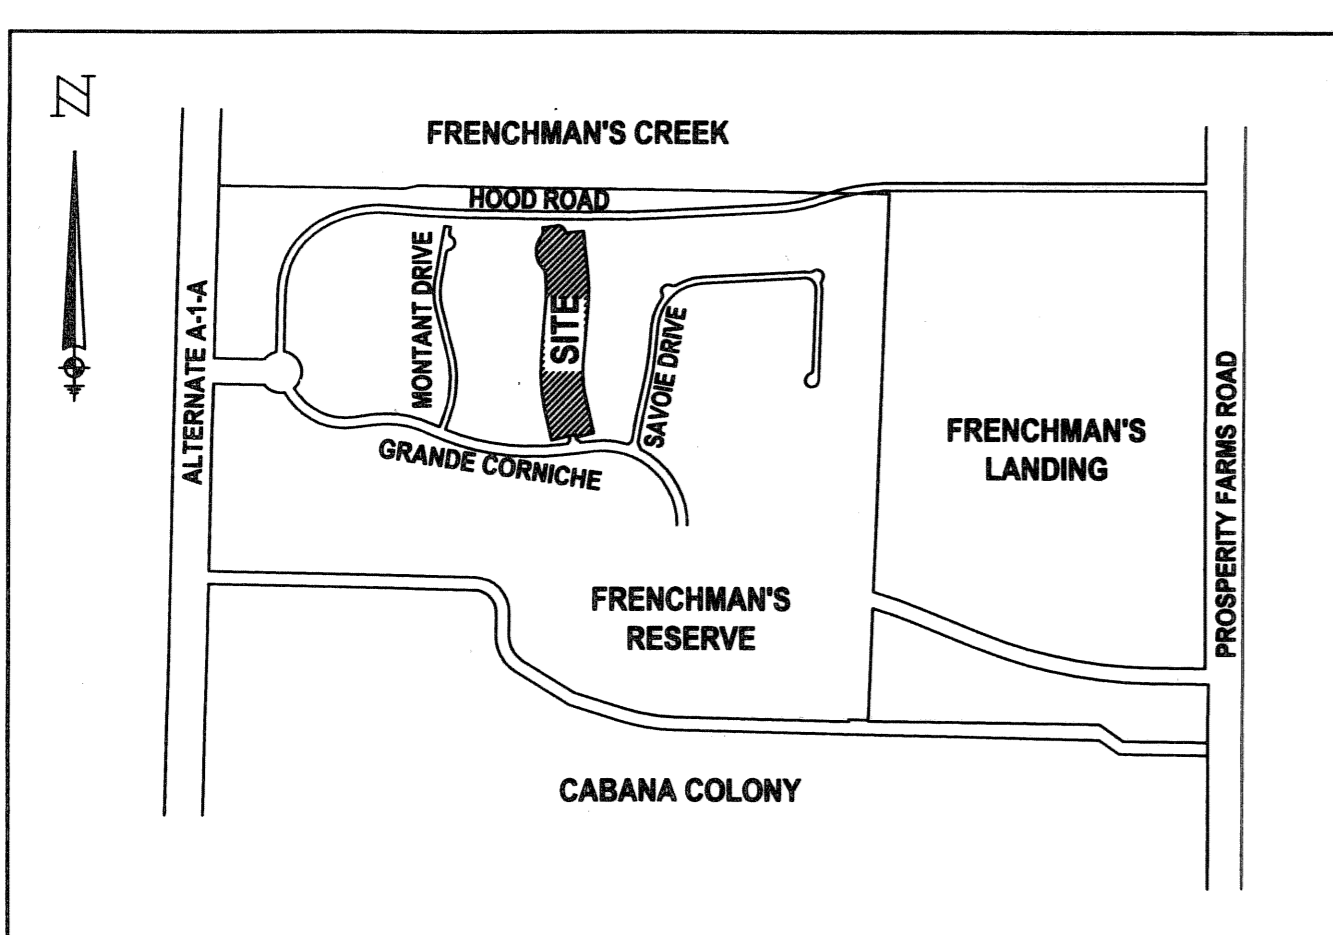 N
FRENCHMAN'S CREEK
HOOD ROAD
MONTANT DRIVE
SITE
SAVOIE DRIVE
ALTERNATE A-1-A
GRANDE CORNICHE
FRENCHMAN'S
LANDING
PROSPERITY FARMS ROAD
FRENCHMAN'S
RESERVE
CABANA COLONY